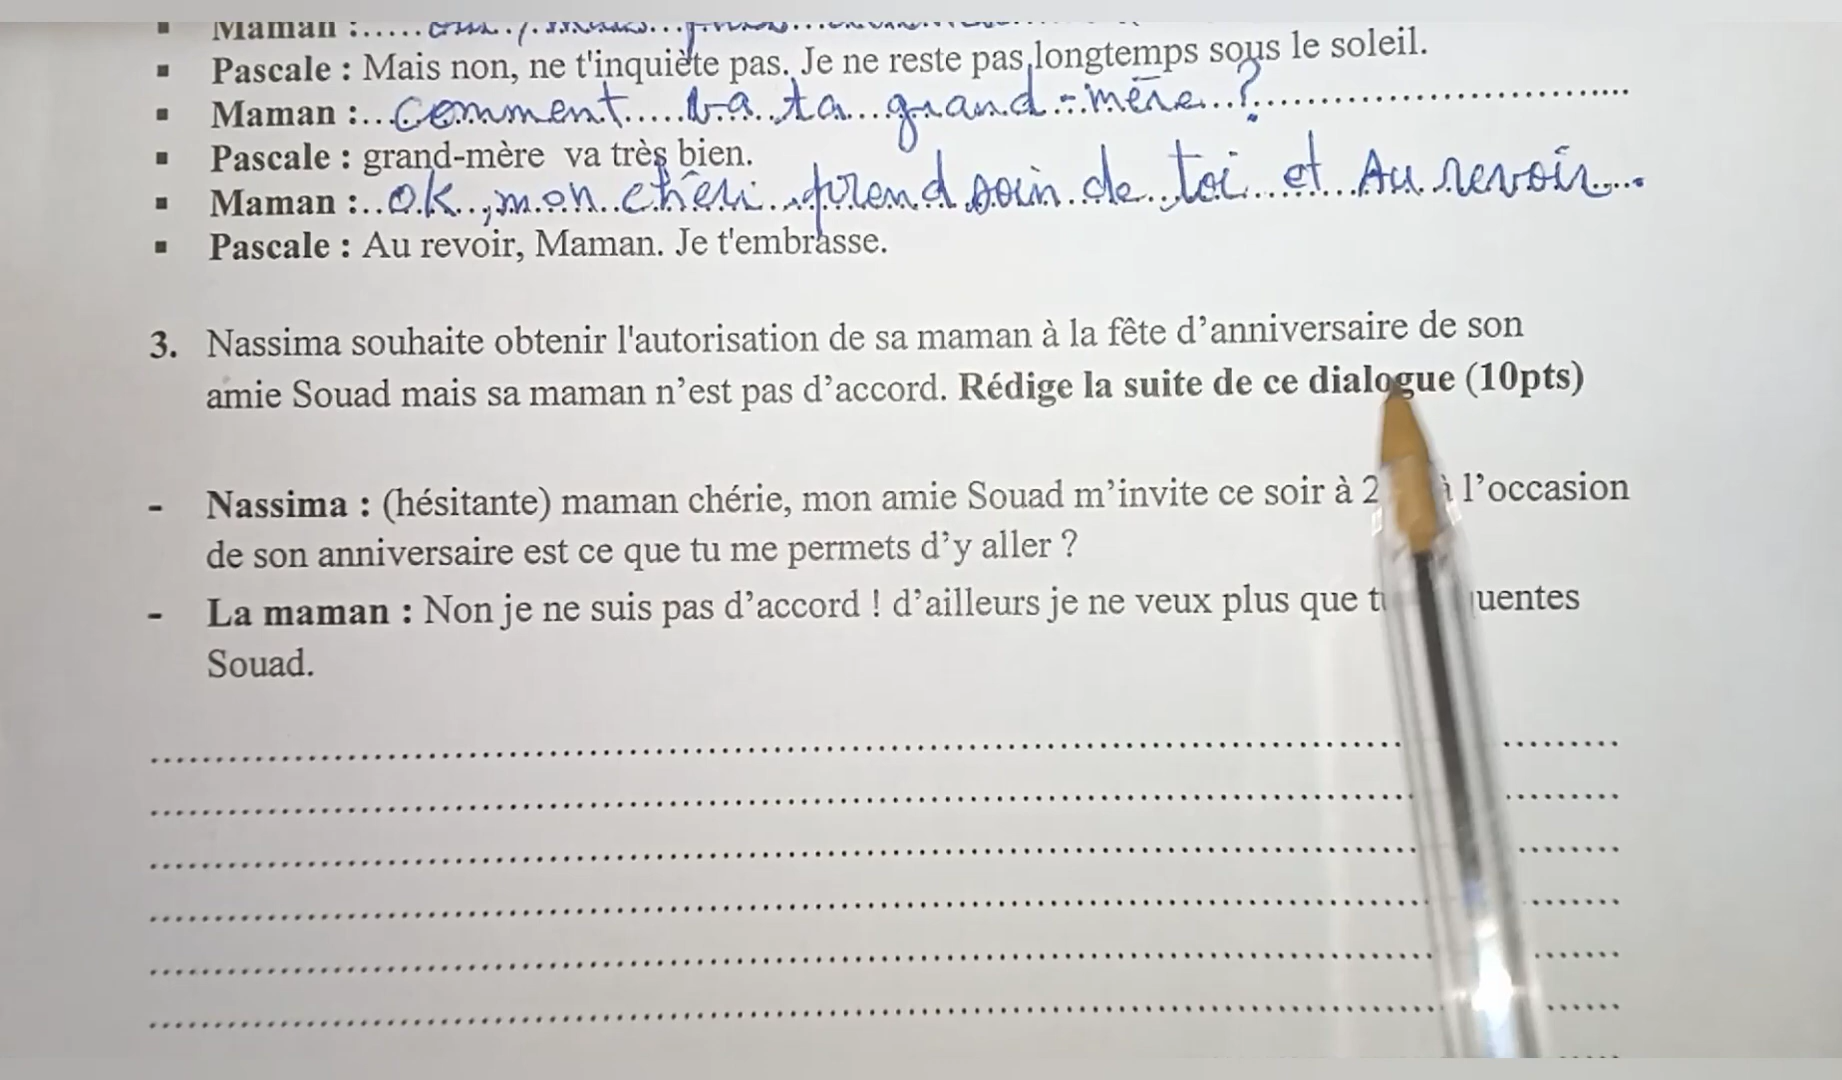 Maman :......
Pascale : Mais non, ne t'inquiète pas. Je ne reste pas longtemps sous le soleil.
Maman :..Comment va ta grand-mère ?
Pascale : grand-mère va très bien.
Maman :..OK, mon chéri prend soin de toi et Au revoir...
Pascale : Au revoir, Maman. Je t'embrasse.
3. Nassima souhaite obtenir l'autorisation de sa maman à la fête d'anniversaire de son
amie Souad mais sa maman n'est pas d'accord. Rédige la suite de ce dialogue (10pts)
- Nassima : (hésitante) maman chérie, mon amie Souad m'invite ce soir à 2 l'occasion
de son anniversaire est ce que tu me permets d'y aller ?
- La maman : Non je ne suis pas d'accord ! d'ailleurs je ne veux plus que
Souad.